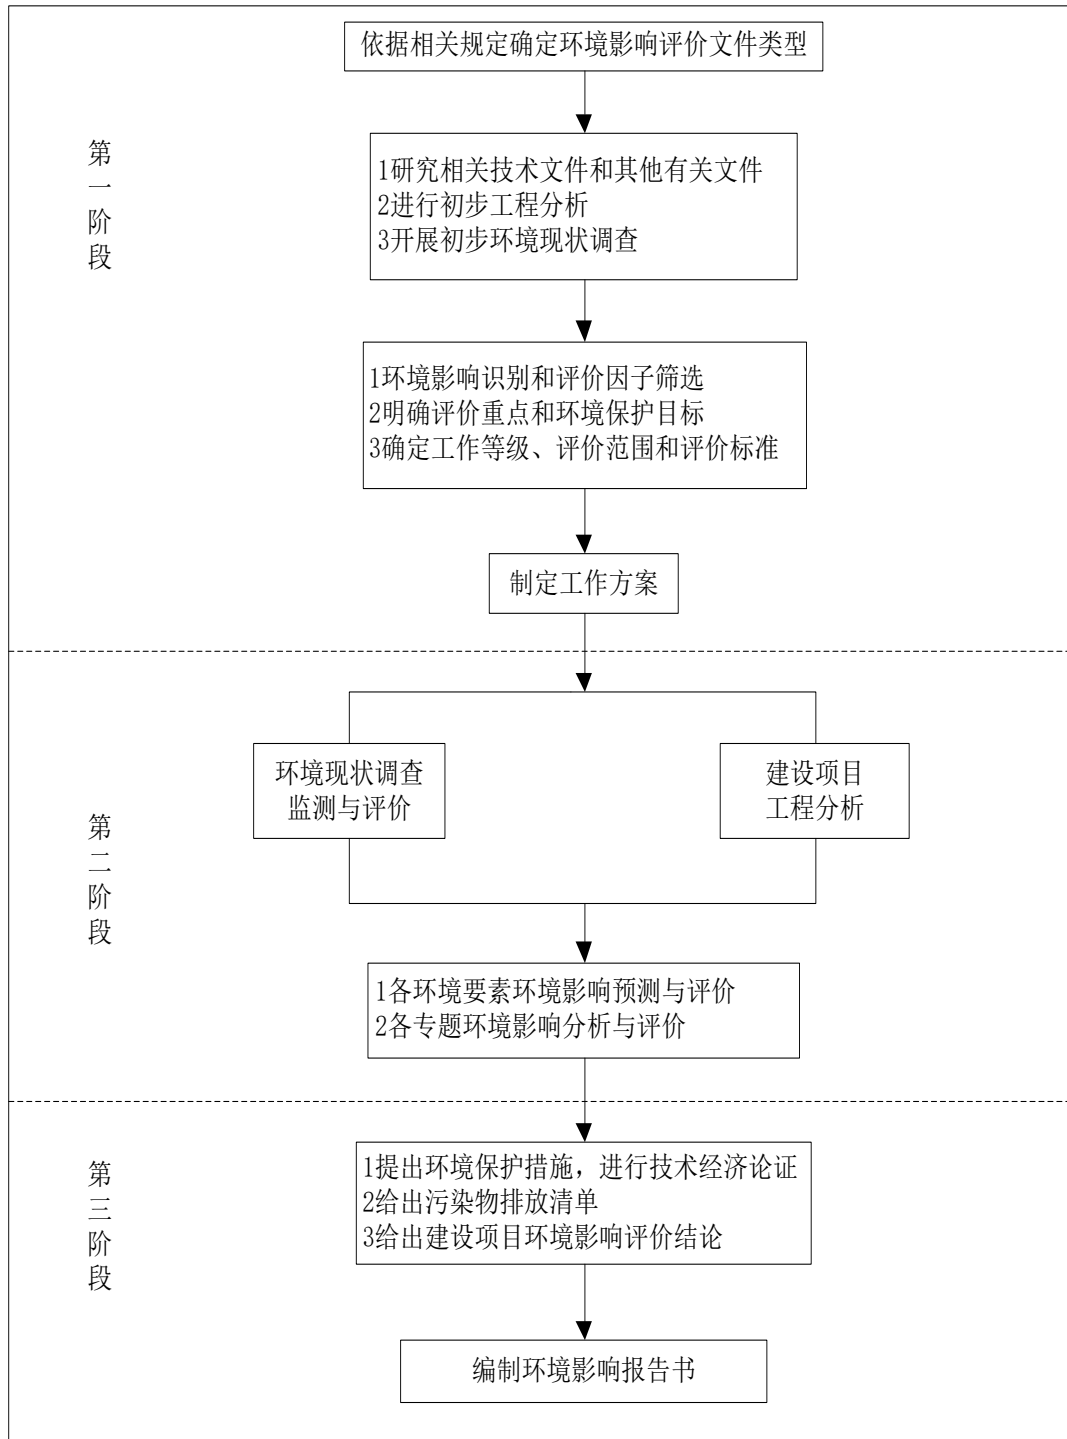 依据相关规定确定环境影响评价文件类型
第一阶段
1研究相关技术文件和其他有关文件
2进行初步工程分析
3开展初步环境现状调查
1环境影响识别和评价因子筛选
2明确评价重点和环境保护目标
3确定工作等级、评价范围和评价标准
制定工作方案
第二阶段
环境现状调查
监测与评价
建设项目
工程分析
1各环境要素环境影响预测与评价
2各专题环境影响分析与评价
第三阶段
1提出环境保护措施，进行技术经济论证
2给出污染物排放清单
3给出建设项目环境影响评价结论
编制环境影响报告书